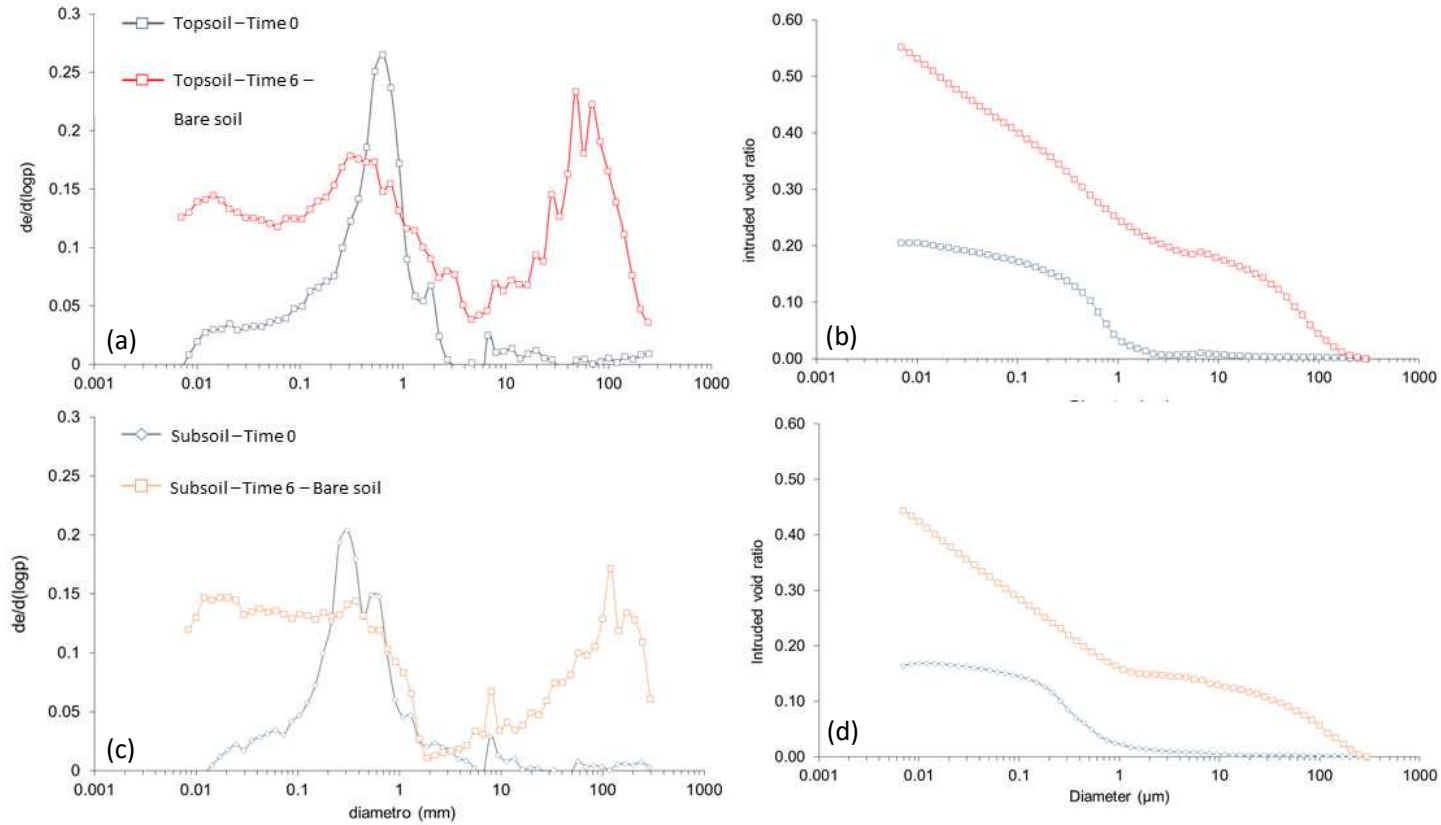 Topsoil – Time 0
Topsoil – Time 6 –
Bare soil
de/d(logp)
0.3
0.25
0.2
0.15
0.1
0.05
0
(a)
0.001 0.01 0.1 1 10 100 1000
intruded void ratio
0.60
0.50
0.40
0.30
0.20
0.10
0.00
(b)
0.001 0.01 0.1 1 10 100 1000
Subsoil – Time 0
Subsoil – Time 6 – Bare soil
de/d(logp)
0.3
0.25
0.2
0.15
0.1
0.05
0
(c)
0.001 0.01 0.1 1 10 100 1000
diametro (mm)
Intruded void ratio
0.60
0.50
0.40
0.30
0.20
0.10
0.00
(d)
0.001 0.01 0.1 1 10 100 1000
Diameter (µm)